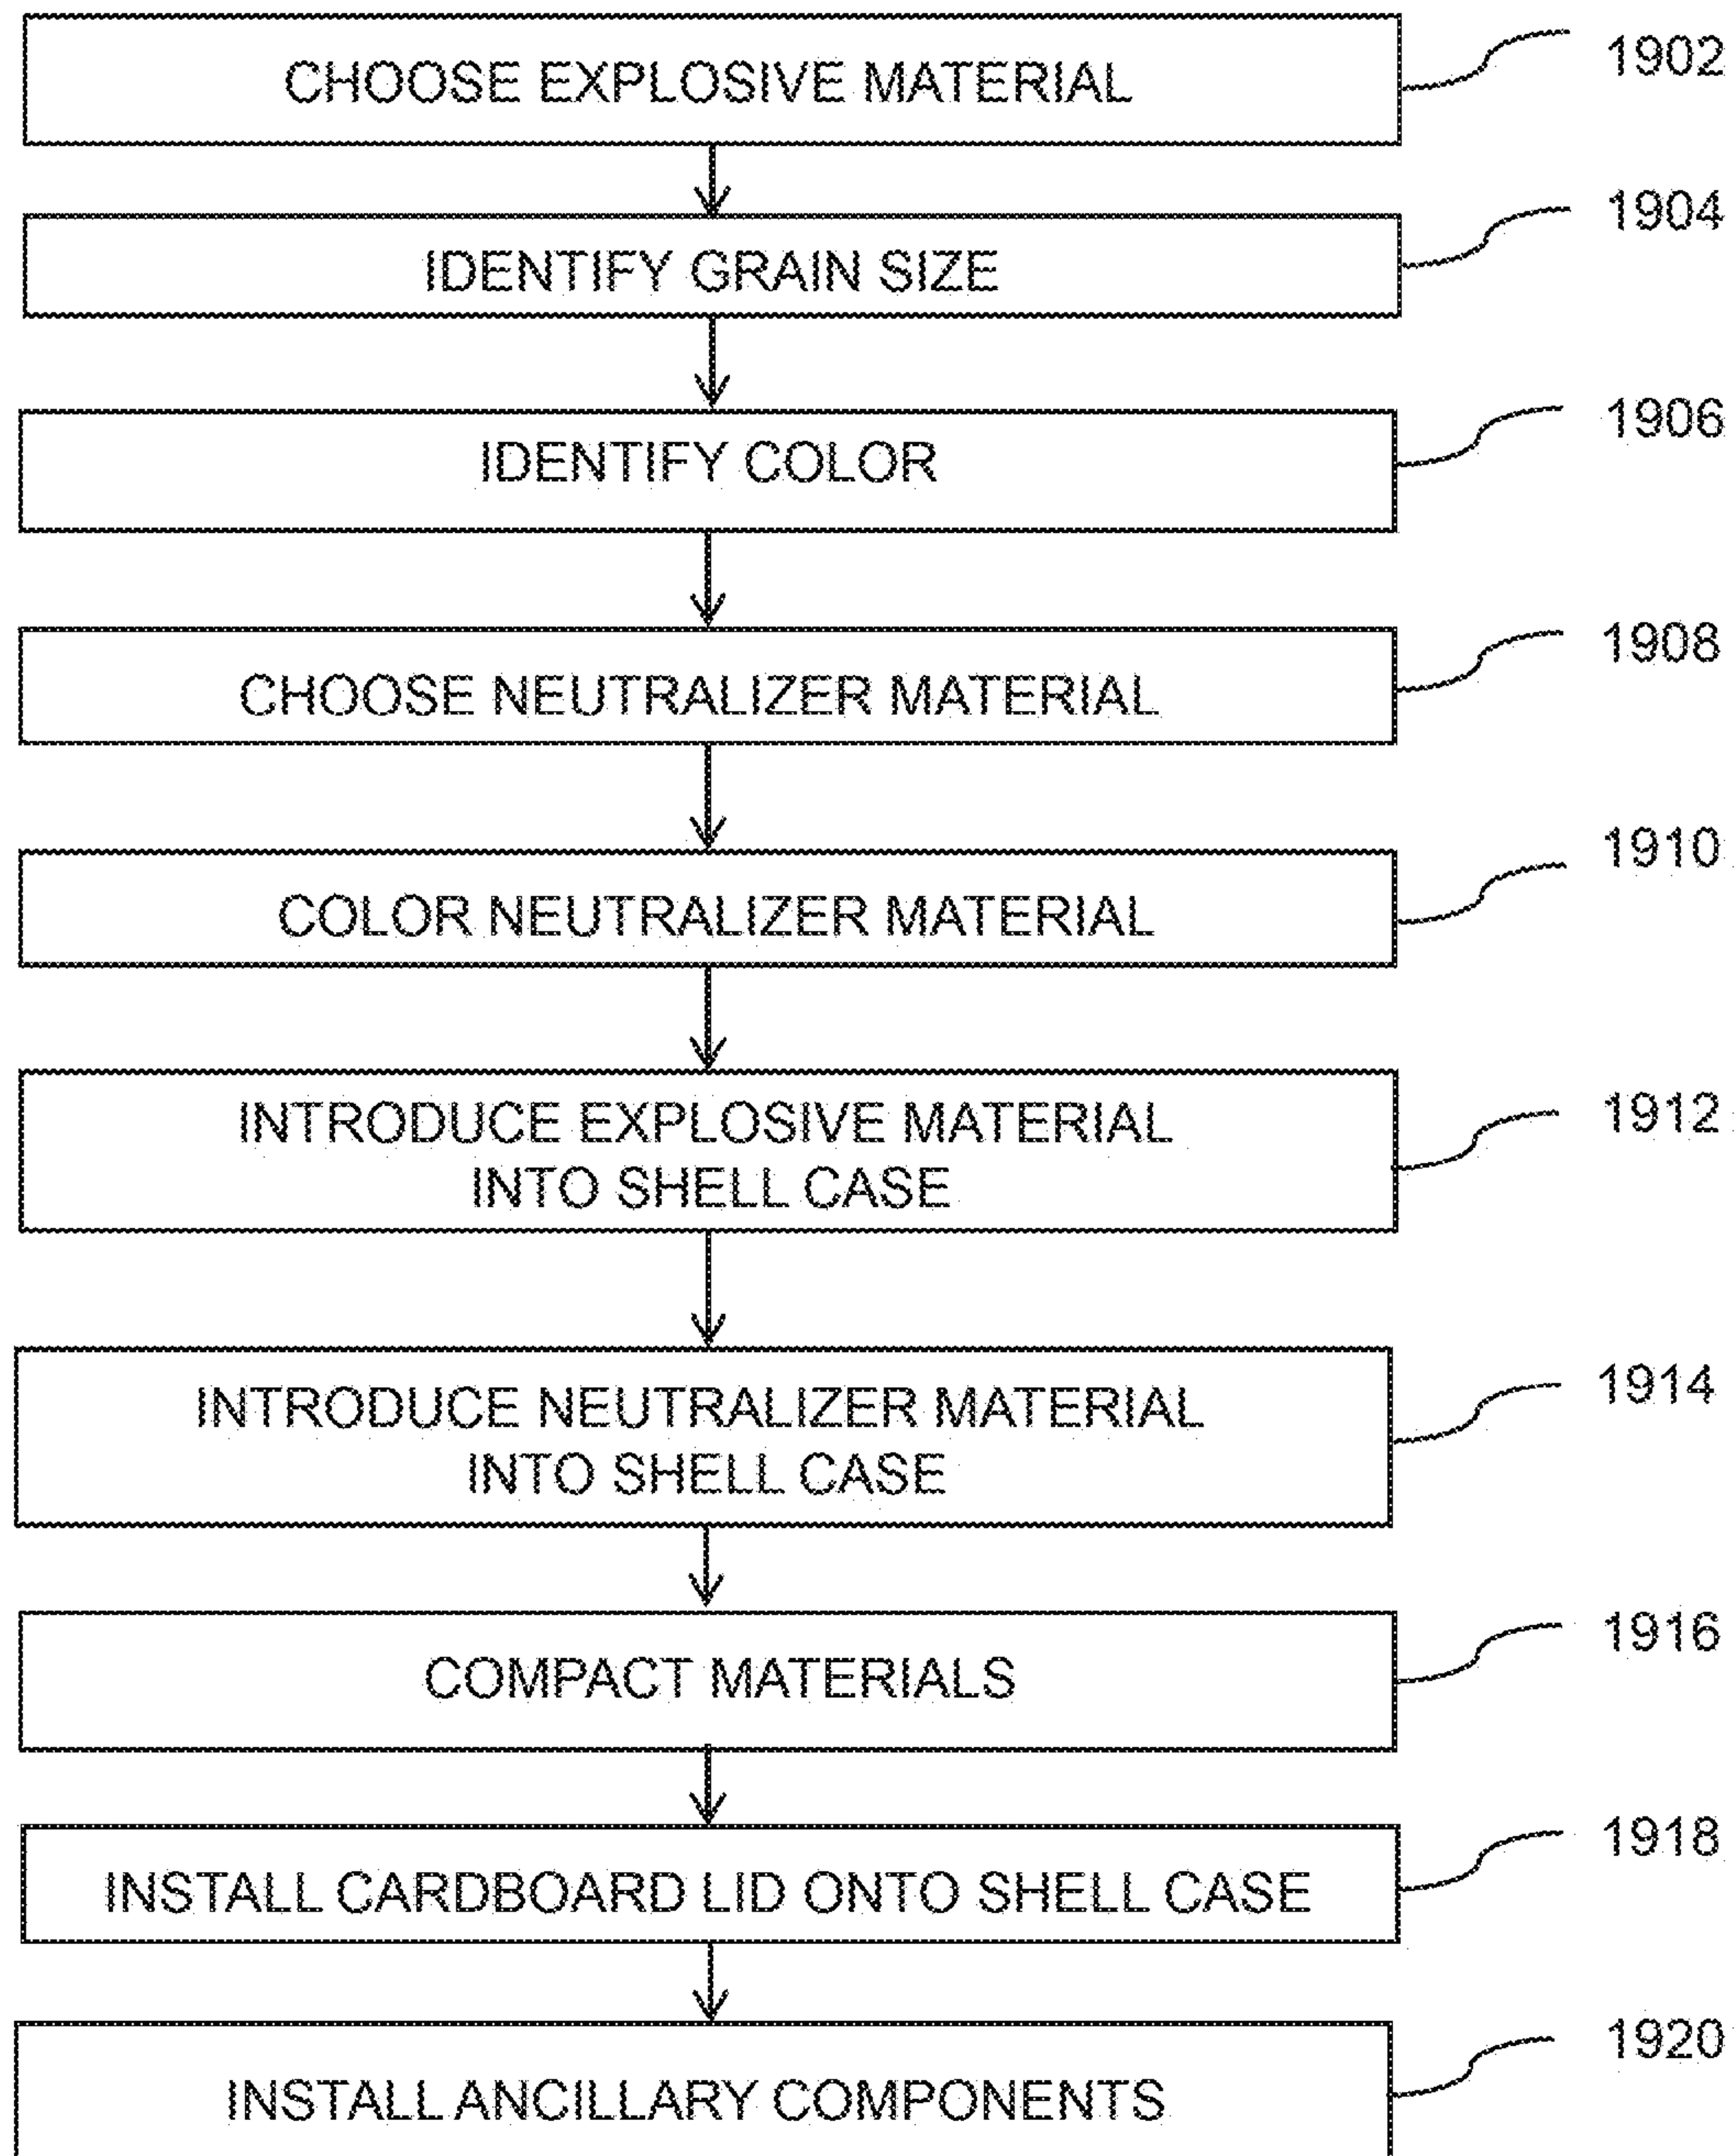 CHOOSE EXPLOSIVE MATERIAL
1902
IDENTIFY GRAIN SIZE
1904
IDENTIFY COLOR
1906
CHOOSE NEUTRALIZER MATERIAL
1908
COLOR NEUTRALIZER MATERIAL
1910
INTRODUCE EXPLOSIVE MATERIAL
INTO SHELL CASE
1912
INTRODUCE NEUTRALIZER MATERIAL
INTO SHELL CASE
1914
COMPACT MATERIALS
1916
INSTALL CARDBOARD LID ONTO SHELL CASE
1918
INSTALL ANCILLARY COMPONENTS
1920